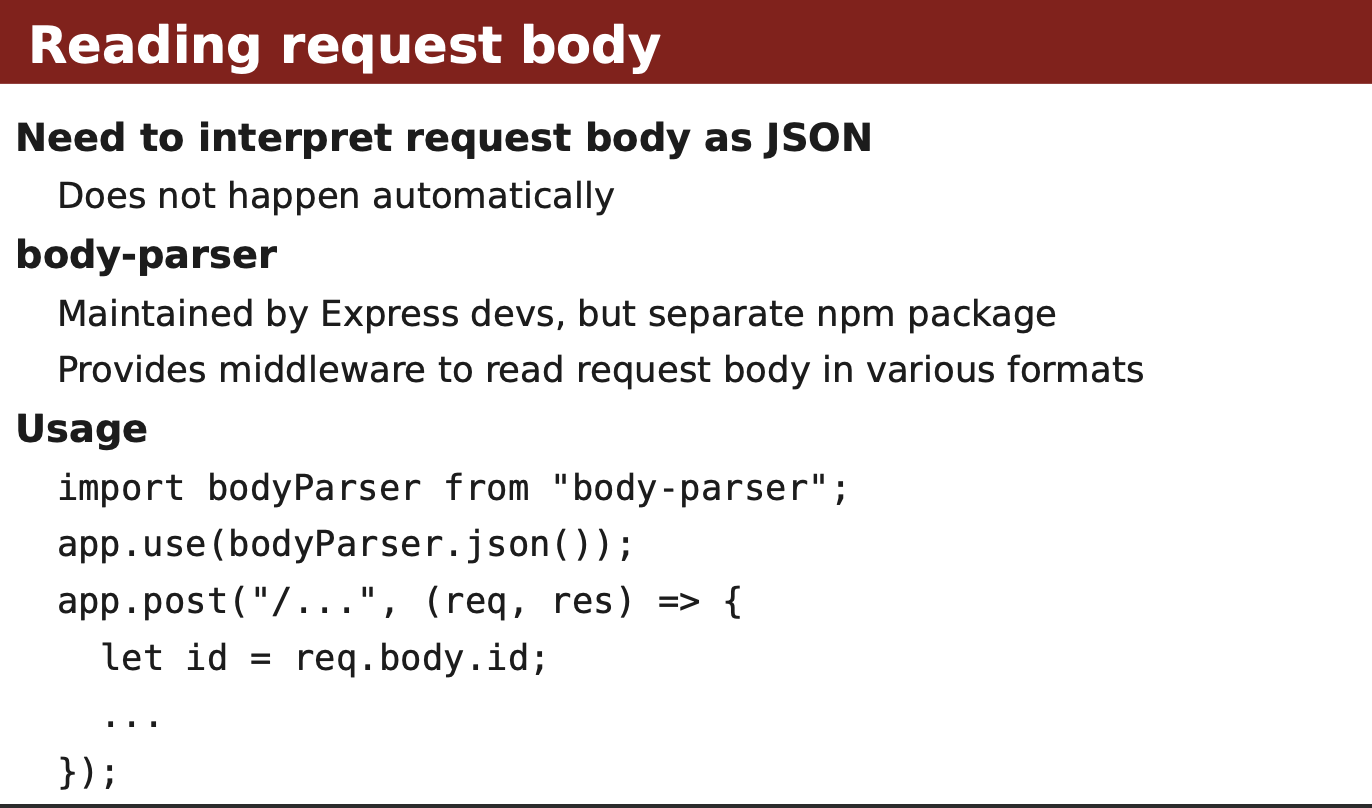 Reading request body
Need to interpret request body as JSON
Does not happen automatically
body-parser
Maintained by Express devs, but separate npm package
Provides middleware to read request body in various formats
Usage
import bodyParser from "body-parser";
app.use(bodyParser.json());
app.post("/...", (req, res) => {
  let id = req.body.id;
  ...
});